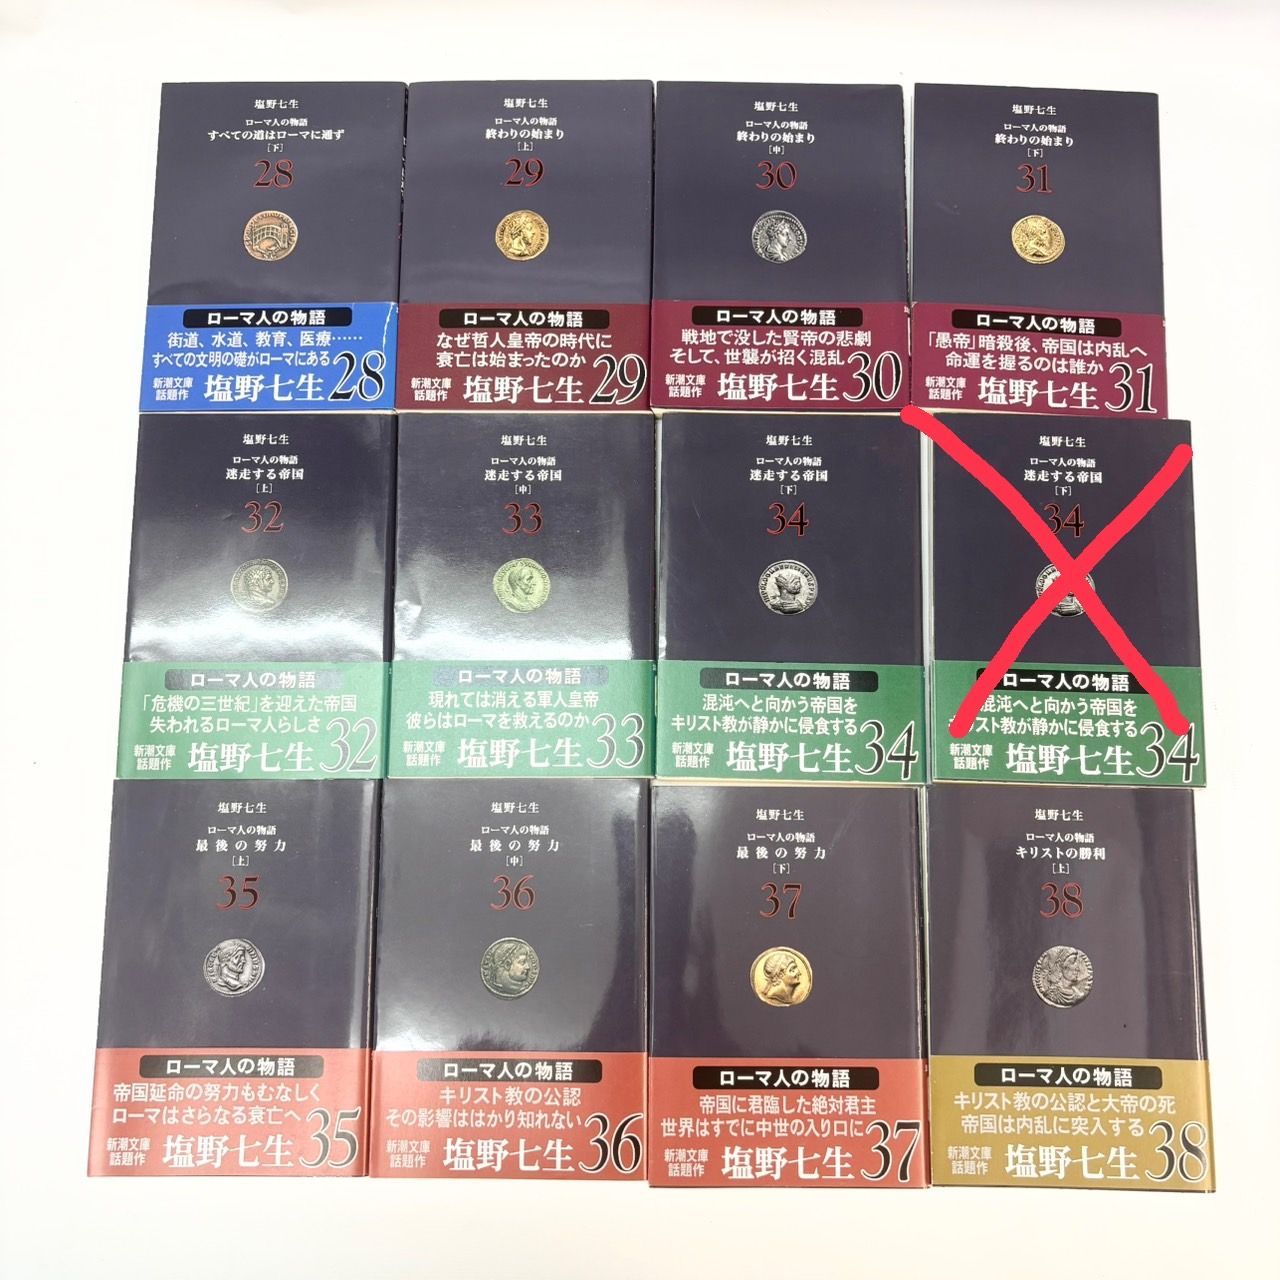 塩野七生
ローマ人の物語
すべての道はローマに通ず
[下]
28
ローマ人の物語
街道、水道、教育、医療……
すべての文明の礎がローマにある
新潮文庫
話題作
塩野七生
28
塩野七生
ローマ人の物語
終わりの始まり
[上]
29
ローマ人の物語
なぜ哲人皇帝の時代に
衰亡は始まったのか
新潮文庫
話題作
塩野七生
29
塩野七生
ローマ人の物語
終わりの始まり
[中]
30
ローマ人の物語
戦地で没した賢帝の悲劇
そして、世襲が招く混乱
新潮文庫
話題作
塩野七生
30
塩野七生
ローマ人の物語
終わりの始まり
[下]
31
ローマ人の物語
「愚帝」暗殺後、帝国は内乱へ
命運を握るのは誰か
新潮文庫
話題作
塩野七生
31
塩野七生
ローマ人の物語
迷走する帝国
[上]
32
ローマ人の物語
「危機の三世紀」を迎えた帝国
失われるローマ人らしさ
新潮文庫
話題作
塩野七生
32
塩野七生
ローマ人の物語
迷走する帝国
[中]
33
ローマ人の物語
現れては消える軍人皇帝
彼らはローマを救えるのか
新潮文庫
話題作
塩野七生
33
塩野七生
ローマ人の物語
迷走する帝国
[下]
34
ローマ人の物語
混沌へと向かう帝国を
キリスト教が静かに侵食する
新潮文庫
話題作
塩野七生
34
塩野七生
ローマ人の物語
迷走する帝国
[下]
34
ローマ人の物語
混沌へと向かう帝国を
キリスト教が静かに侵食する
新潮文庫
話題作
塩野七生
34
塩野七生
ローマ人の物語
最後の努力
[上]
35
ローマ人の物語
帝国延命の努力もむなしく
ローマはさらなる衰亡へ
新潮文庫
話題作
塩野七生
35
塩野七生
ローマ人の物語
最後の努力
[中]
36
ローマ人の物語
キリスト教の公認
その影響ははかり知れない
新潮文庫
話題作
塩野七生
36
塩野七生
ローマ人の物語
最後の努力
[下]
37
ローマ人の物語
帝国に君臨した絶対君主
世界はすでに中世の入り口に
新潮文庫
話題作
塩野七生
37
塩野七生
ローマ人の物語
キリストの勝利
[上]
38
ローマ人の物語
キリスト教の公認と大帝の死
帝国は内乱に突入する
新潮文庫
話題作
塩野七生
38